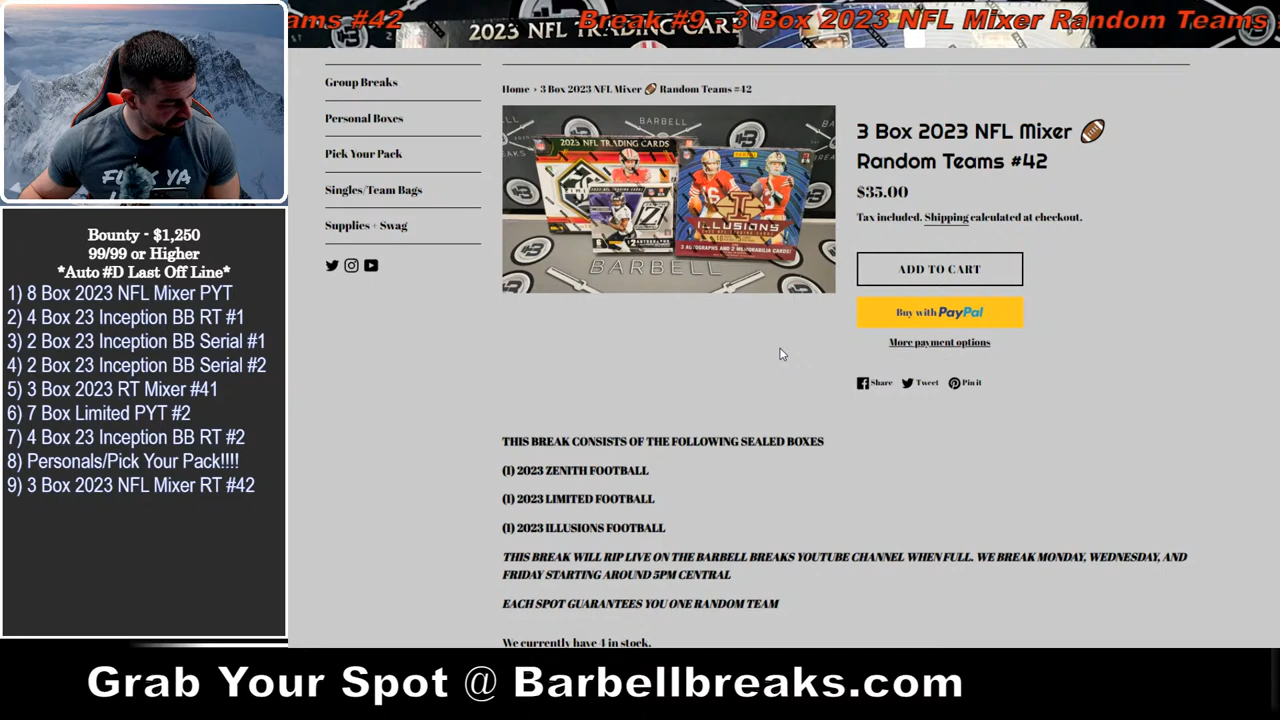 ams #42
Break #9 - 3 Box 2023 NFL Mixer Random Teams
2023 NFL TRADING CAR
Group Breaks
Personal Boxes
Pick Your Pack
Singles/Team Bags
Supplies + Swag
Home › 3 Box 2023 NFL Mixer 🏈 Random Teams #42
2023 NFL TRADING CARDS
ILLUSIONS
3 AUTOGRAPHS AND 2 MEMORABILIA CARDS!
BARBELL
3 Box 2023 NFL Mixer 🏈
Random Teams #42
$35.00
Tax included. Shipping calculated at checkout.
ADD TO CART
Buy with PayPal
More payment options
Share Tweet Pin it
Bounty - $1,250
99/99 or Higher
*Auto #D Last Off Line*
1) 8 Box 2023 NFL Mixer PYT
2) 4 Box 23 Inception BB RT #1
3) 2 Box 23 Inception BB Serial #1
4) 2 Box 23 Inception BB Serial #2
5) 3 Box 2023 RT Mixer #41
6) 7 Box Limited PYT #2
7) 4 Box 23 Inception BB RT #2
8) Personals/Pick Your Pack!!!!
9) 3 Box 2023 NFL Mixer RT #42
THIS BREAK CONSISTS OF THE FOLLOWING SEALED BOXES
(1) 2023 ZENITH FOOTBALL
(1) 2023 LIMITED FOOTBALL
(1) 2023 ILLUSIONS FOOTBALL
THIS BREAK WILL RIP LIVE ON THE BARBELL BREAKS YOUTUBE CHANNEL WHEN FULL. WE BREAK MONDAY, WEDNESDAY, AND
FRIDAY STARTING AROUND 5PM CENTRAL
EACH SPOT GUARANTEES YOU ONE RANDOM TEAM
We currently have 4 in stock.
Grab Your Spot @ Barbellbreaks.com